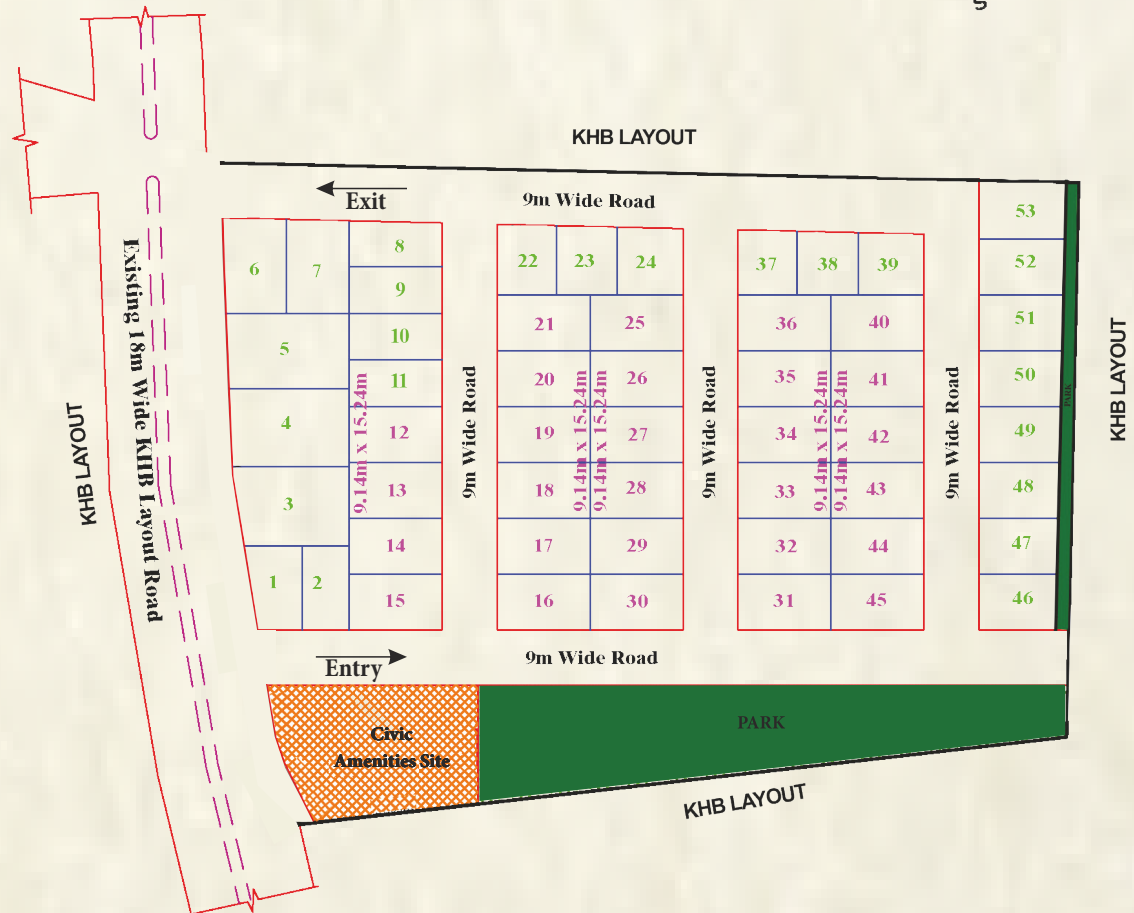 KHB LAYOUT
Exit
9m Wide Road
53
6
7
8
22
23
24
37
38
39
52
9
5
10
21
25
36
40
51
11
20
26
35
41
50
PARK
KHB LAYOUT
Existing 18m Wide KHB Layout Road
KHB LAYOUT
4
12
9.14m x 15.24m
9m Wide Road
19
9.14m x 15.24m
9.14m x 15.24m
27
9m Wide Road
34
9.14m x 15.24m
9.14m x 15.24m
42
9m Wide Road
49
3
13
18
28
33
43
48
14
17
29
32
44
47
1
2
15
16
30
31
45
46
Entry
9m Wide Road
Civic
Amenities Site
PARK
KHB LAYOUT